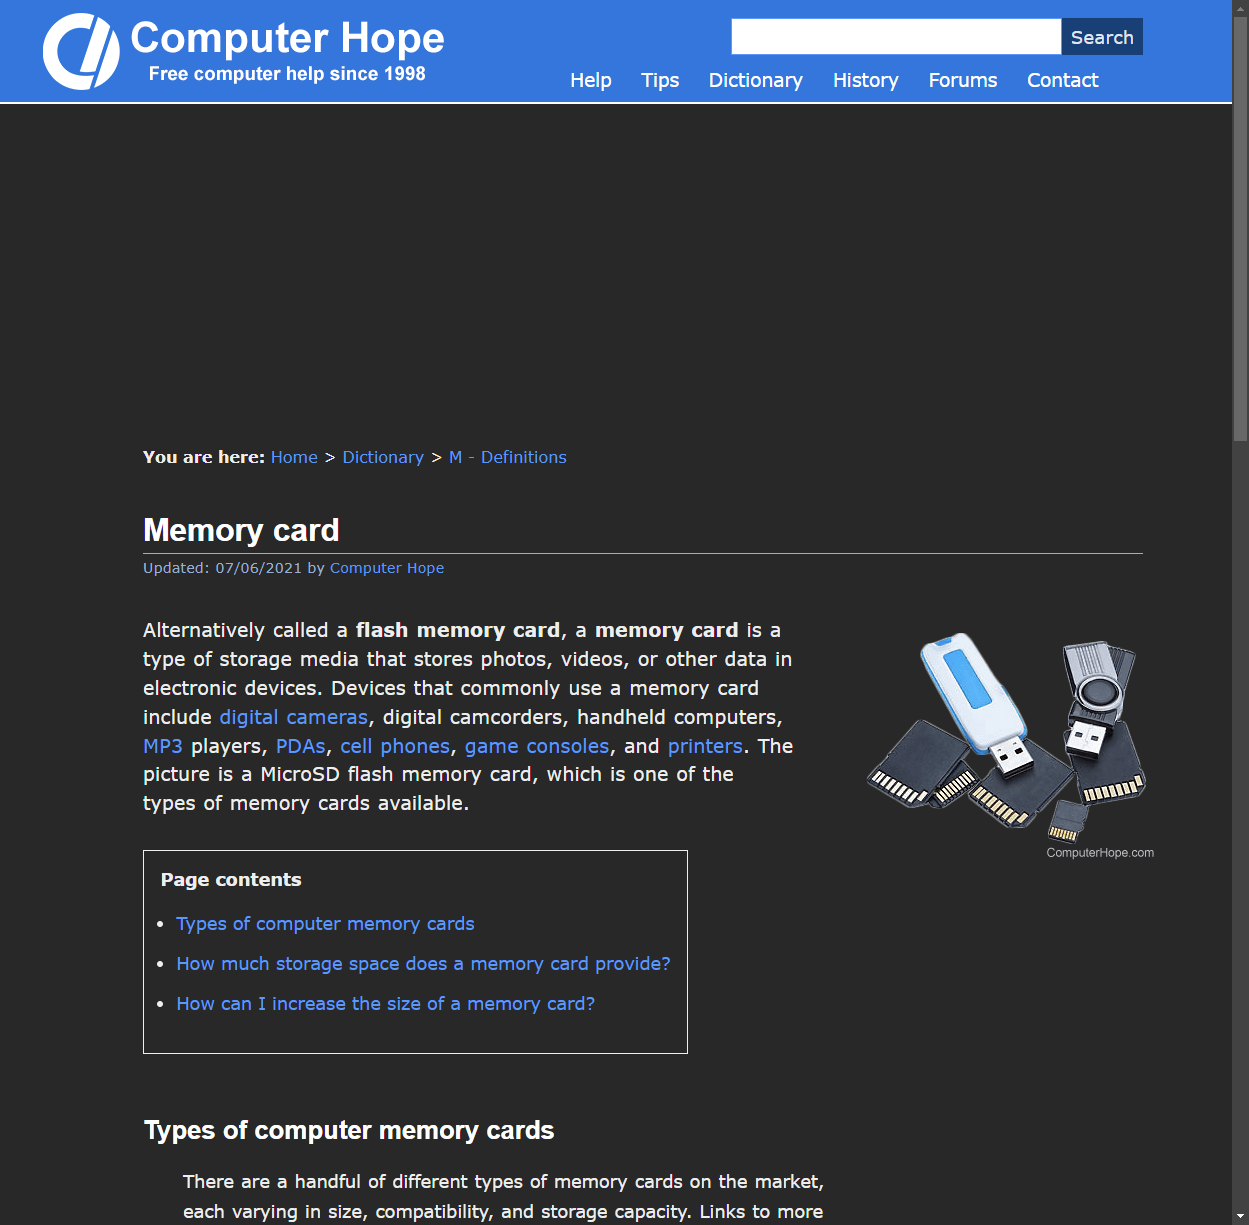 Computer Hope
Free computer help since 1998
Search
Help Tips Dictionary History Forums Contact
You are here: Home > Dictionary > M - Definitions
Memory card
Updated: 07/06/2021 by Computer Hope
Alternatively called a flash memory card, a memory card is a
type of storage media that stores photos, videos, or other data in
electronic devices. Devices that commonly use a memory card
include digital cameras, digital camcorders, handheld computers,
MP3 players, PDAs, cell phones, game consoles, and printers. The
picture is a MicroSD flash memory card, which is one of the
types of memory cards available.
ComputerHope.com
Page contents
• Types of computer memory cards
• How much storage space does a memory card provide?
• How can I increase the size of a memory card?
Types of computer memory cards
There are a handful of different types of memory cards on the market,
each varying in size, compatibility, and storage capacity. Links to more